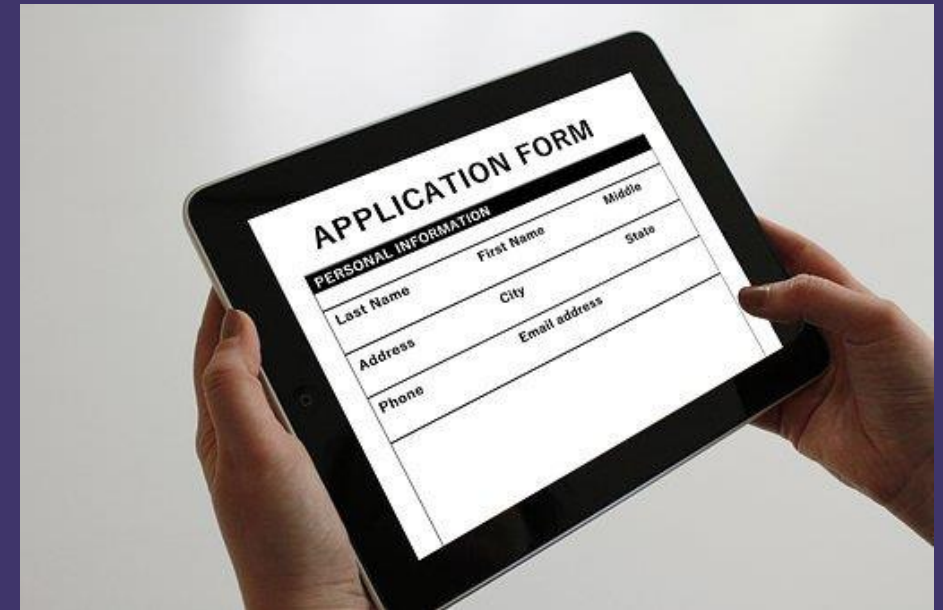 APPLICATION FORM
PERSONAL INFORMATION
Last Name First Name Middle
Address City State
Phone Email address